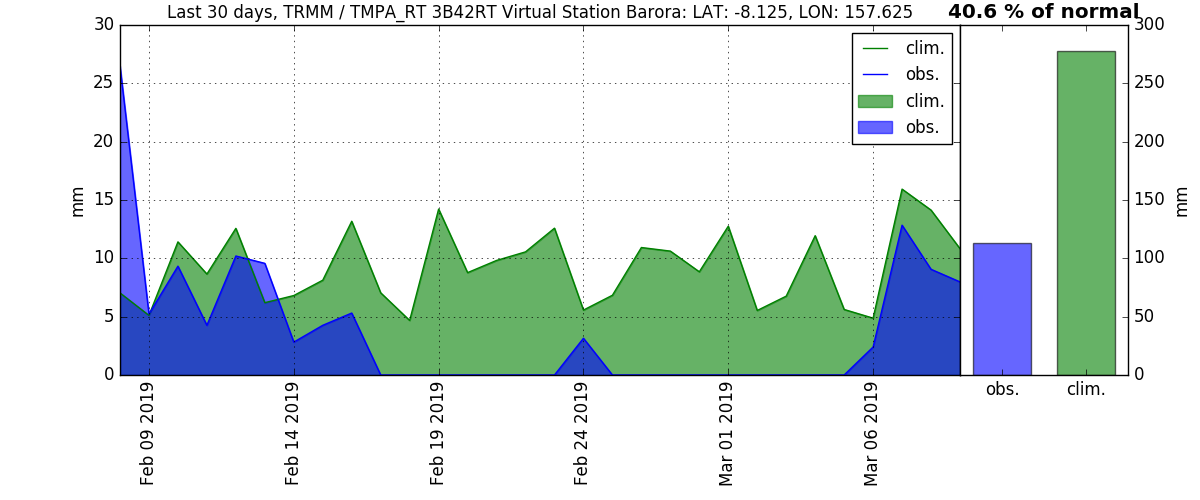 Last 30 days, TRMM / TMPA_RT 3B42RT Virtual Station Barora: LAT: -8.125, LON: 157.625
40.6 % of normal
30
25
20
15
10
5
0
mm
clim.
obs.
clim.
obs.
Feb 09 2019
Feb 14 2019
Feb 19 2019
Feb 24 2019
Mar 01 2019
Mar 06 2019
300
250
200
150
100
50
0
mm
obs.
clim.